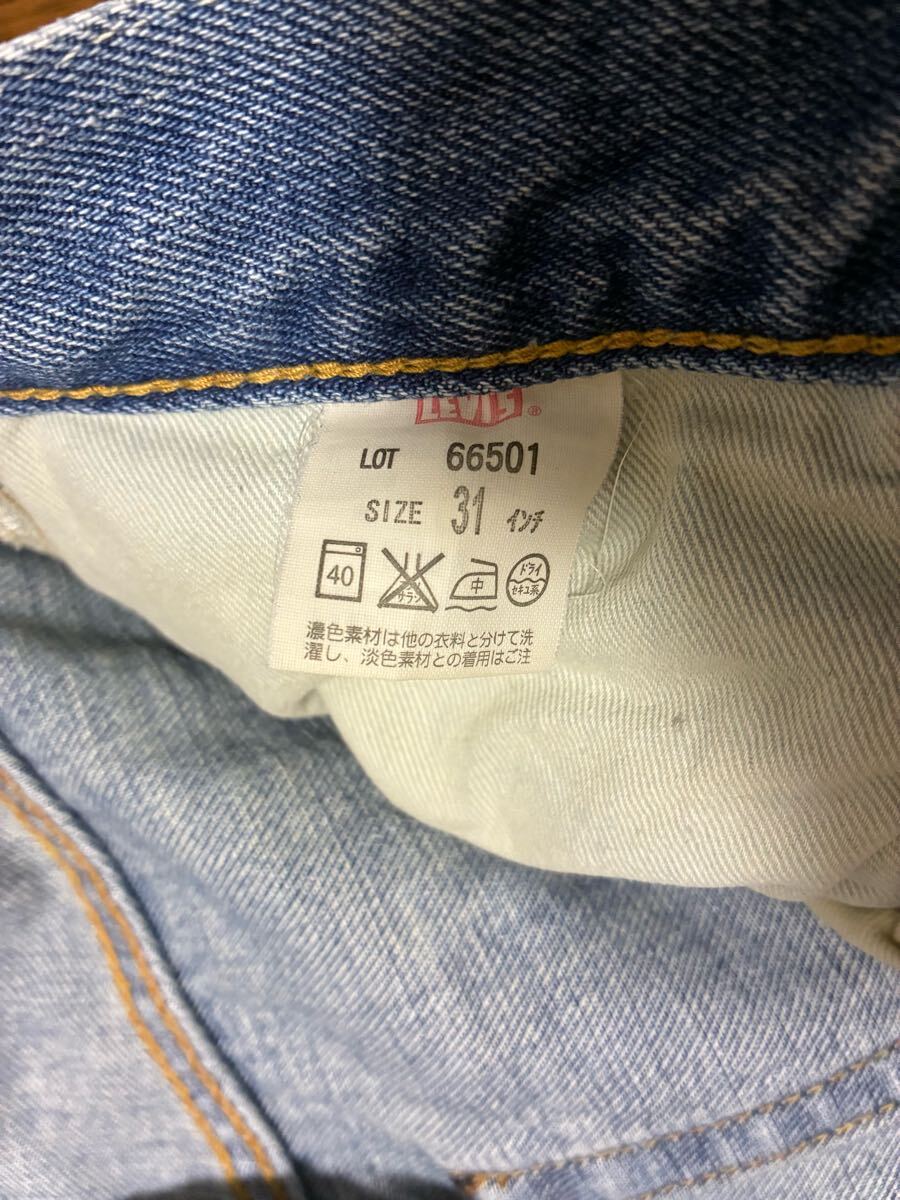 LEVI'S®
LOT 66501
SIZE 31 インチ
40 サラシ 中 ドライ セキユ系
濃色素材は他の衣料と分けて洗
濯し、淡色素材との着用はご注